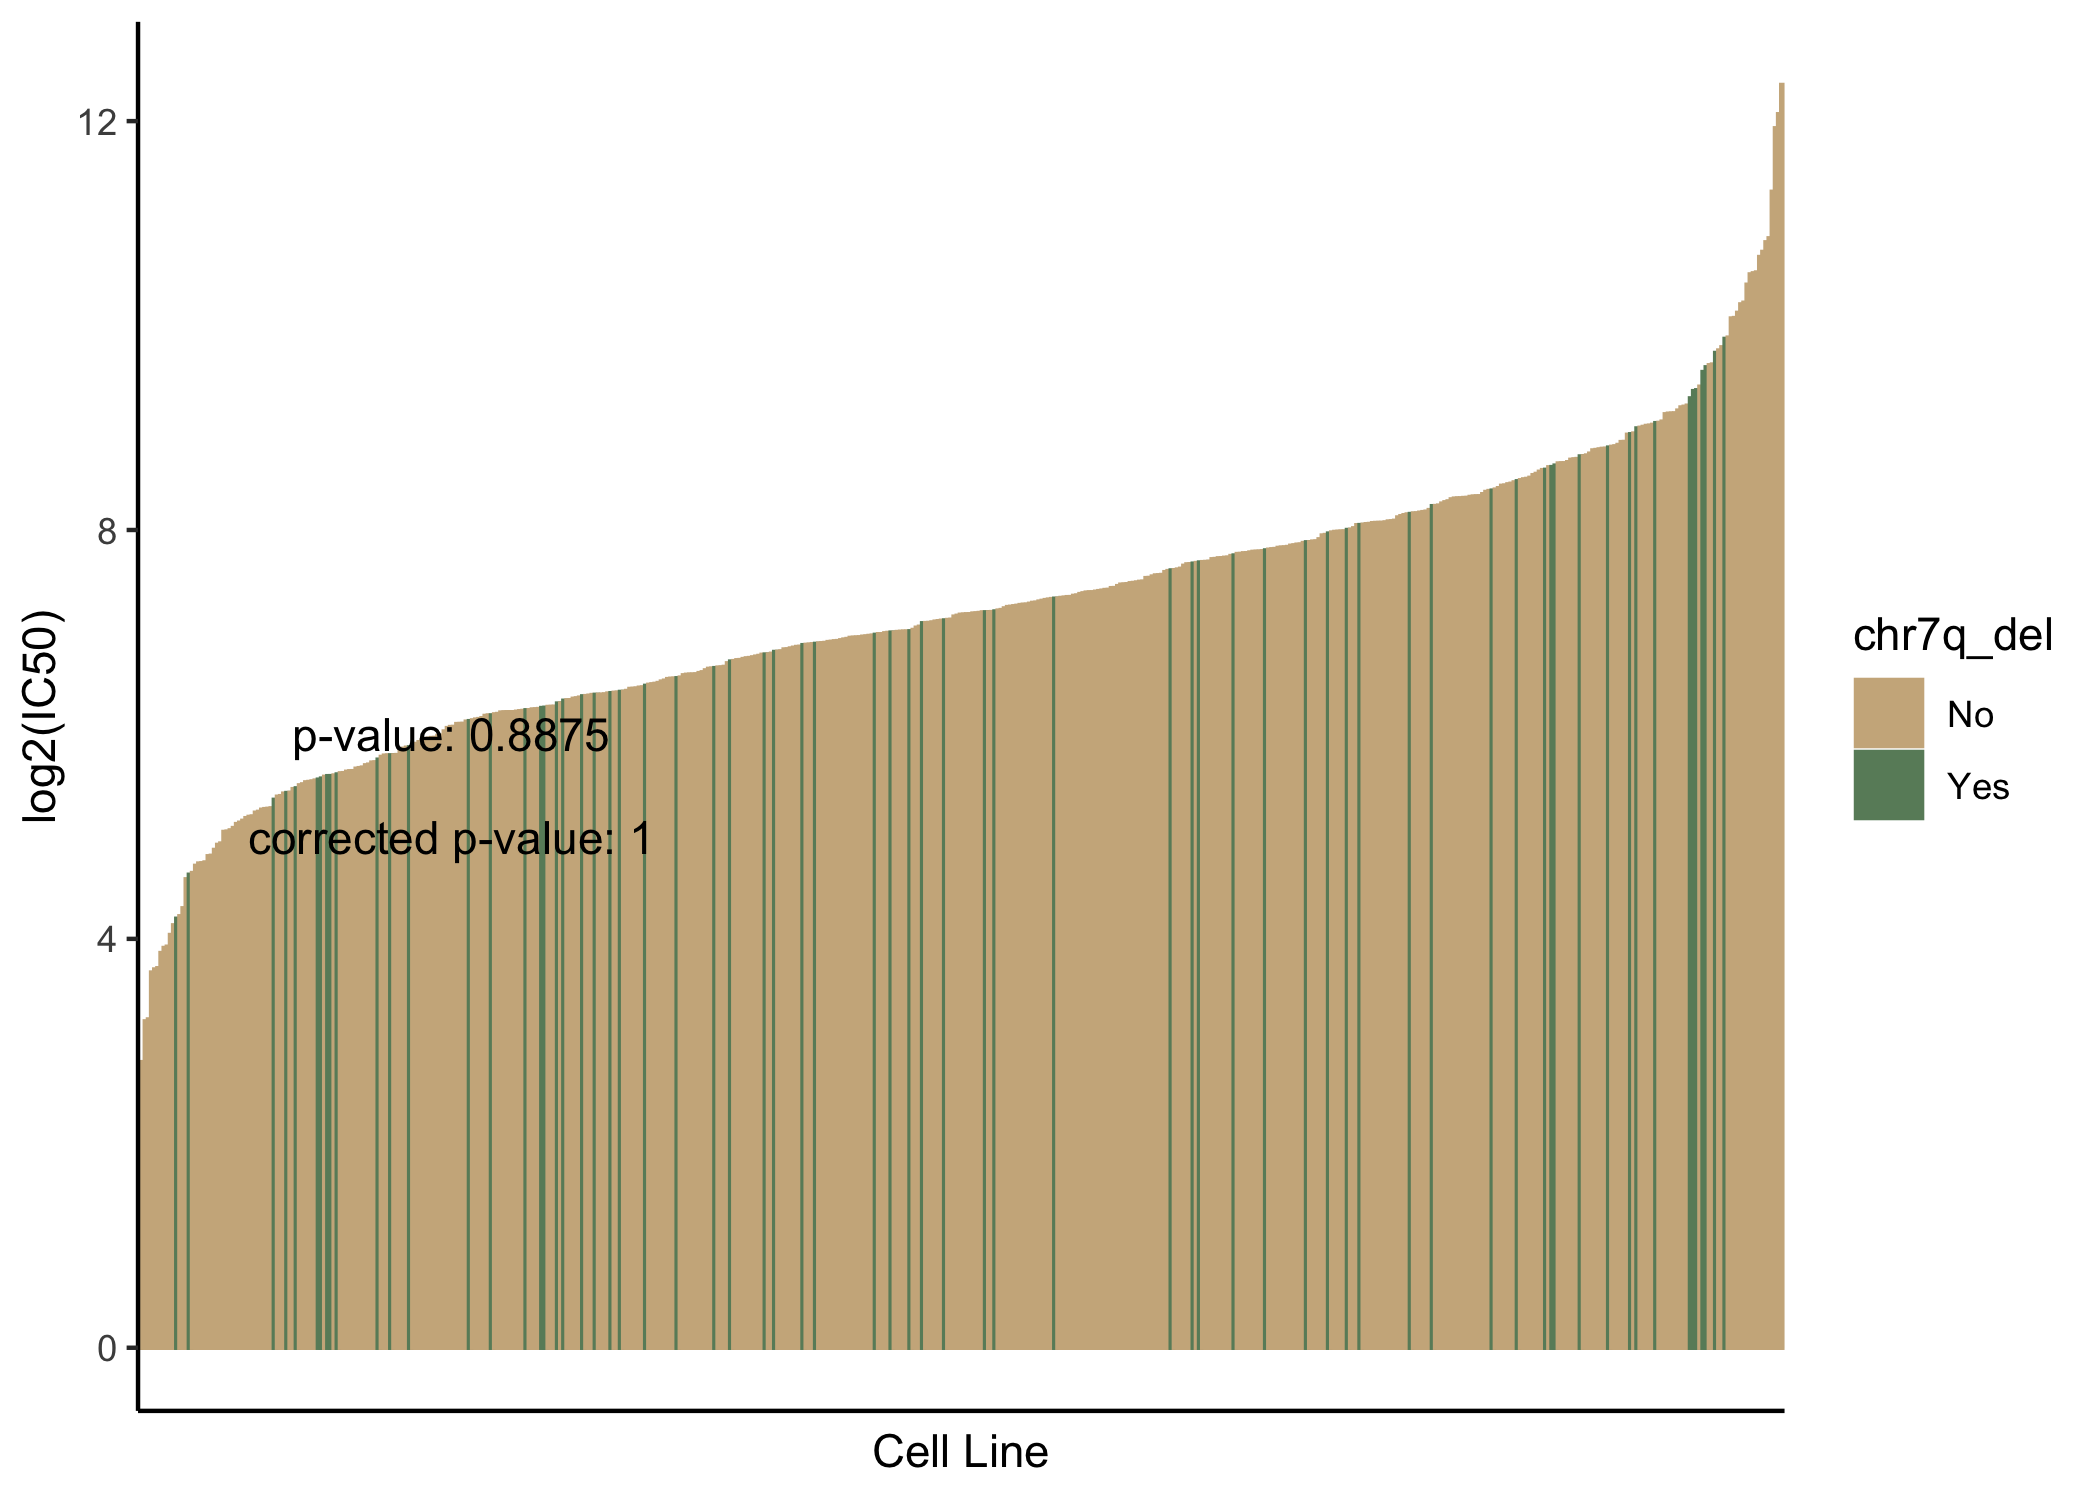 12
8
4
0
log2(IC50)
p-value: 0.8875
corrected p-value: 1
Cell Line
chr7q_del
No
Yes